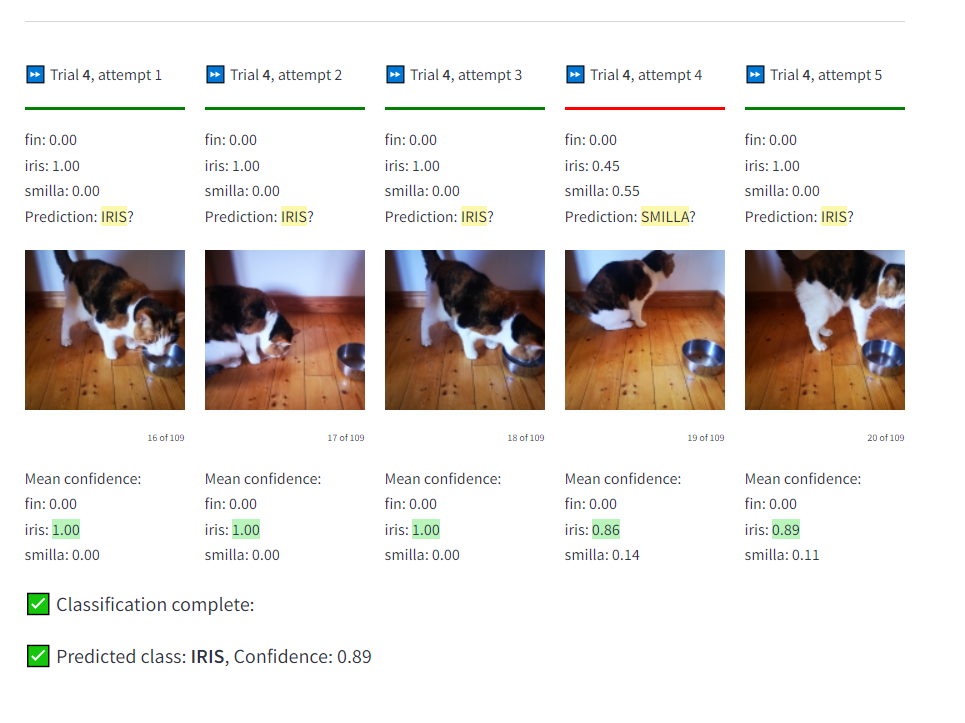 Trial 4, attempt 1
fin: 0.00
iris: 1.00
smilla: 0.00
Prediction: IRIS?
16 of 109
Mean confidence:
fin: 0.00
iris: 1.00
smilla: 0.00
Trial 4, attempt 2
fin: 0.00
iris: 1.00
smilla: 0.00
Prediction: IRIS?
17 of 109
Mean confidence:
fin: 0.00
iris: 1.00
smilla: 0.00
Trial 4, attempt 3
fin: 0.00
iris: 1.00
smilla: 0.00
Prediction: IRIS?
18 of 109
Mean confidence:
fin: 0.00
iris: 1.00
smilla: 0.00
Trial 4, attempt 4
fin: 0.00
iris: 0.45
smilla: 0.55
Prediction: SMILLA?
19 of 109
Mean confidence:
fin: 0.00
iris: 0.86
smilla: 0.14
Trial 4, attempt 5
fin: 0.00
iris: 1.00
smilla: 0.00
Prediction: IRIS?
20 of 109
Mean confidence:
fin: 0.00
iris: 0.89
smilla: 0.11
Classification complete:
Predicted class: IRIS, Confidence: 0.89